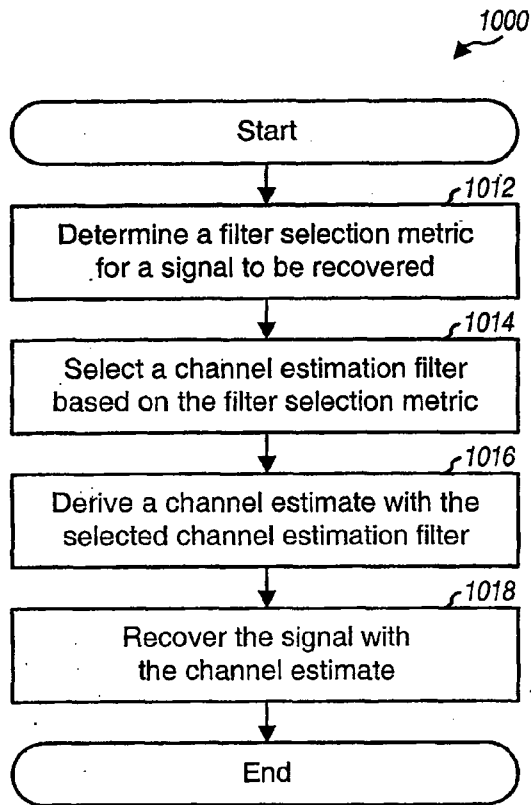 1000
Start
1012
Determine a filter selection metric
for a signal to be recovered
1014
Select a channel estimation filter
based on the filter selection metric
1016
Derive a channel estimate with the
selected channel estimation filter
1018
Recover the signal with
the channel estimate
End